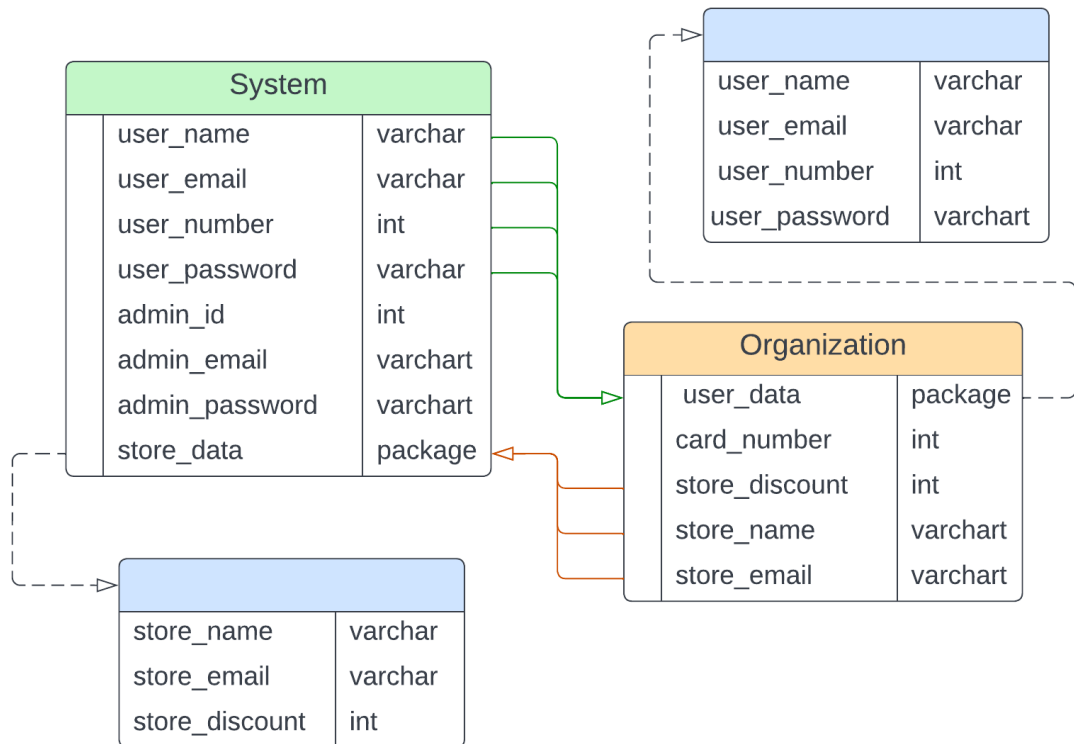 System
user_name varchar
user_email varchar
user_number int
user_password varchar
admin_id int
admin_email varchart
admin_password varchart
store_data package
user_name varchar
user_email varchar
user_number int
user_password varchart
Organization
user_data package
card_number int
store_discount int
store_name varchart
store_email varchart
store_name varchar
store_email varchar
store_discount int